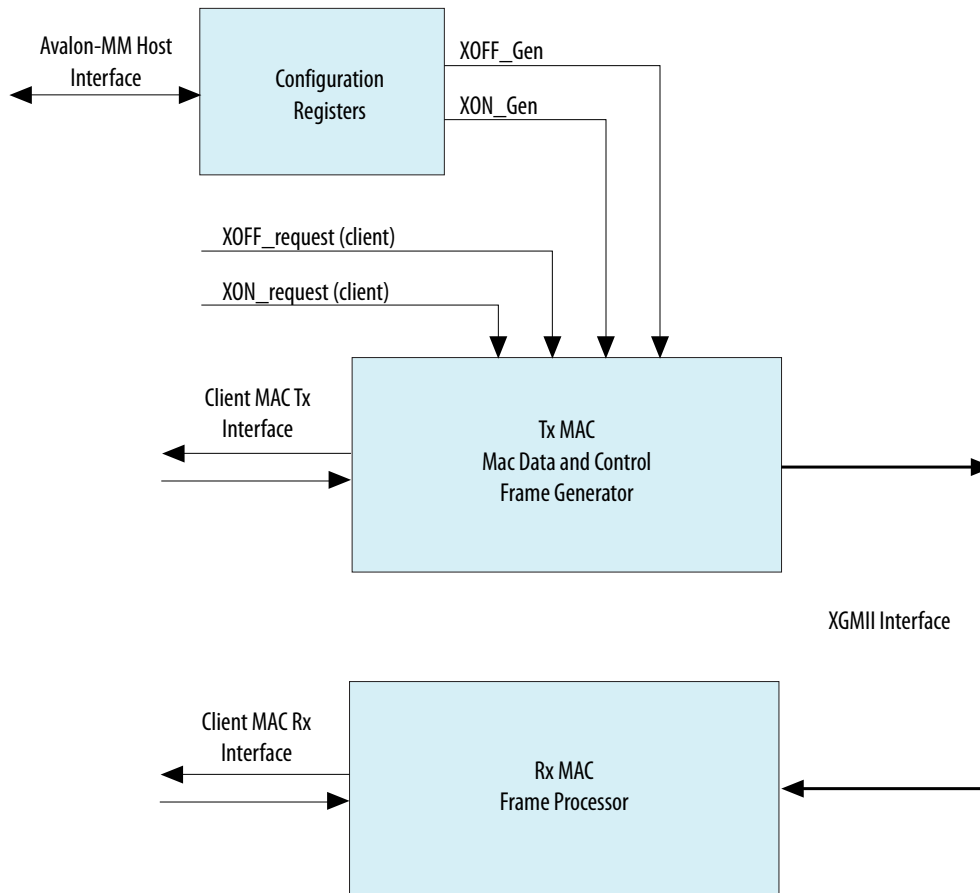 Avalon-MM Host
Interface
Configuration
Registers
XOFF_Gen
XON_Gen
XOFF_request (client)
XON_request (client)
Client MAC Tx
Interface
Tx MAC
Mac Data and Control
Frame Generator
XGMII Interface
Client MAC Rx
Interface
Rx MAC
Frame Processor